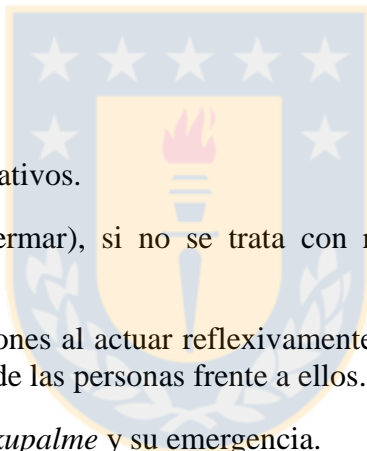 ativos.
ermar), si no se trata con r
ones al actuar reflexivamente
de las personas frente a ellos.
xupalme y su emergencia.